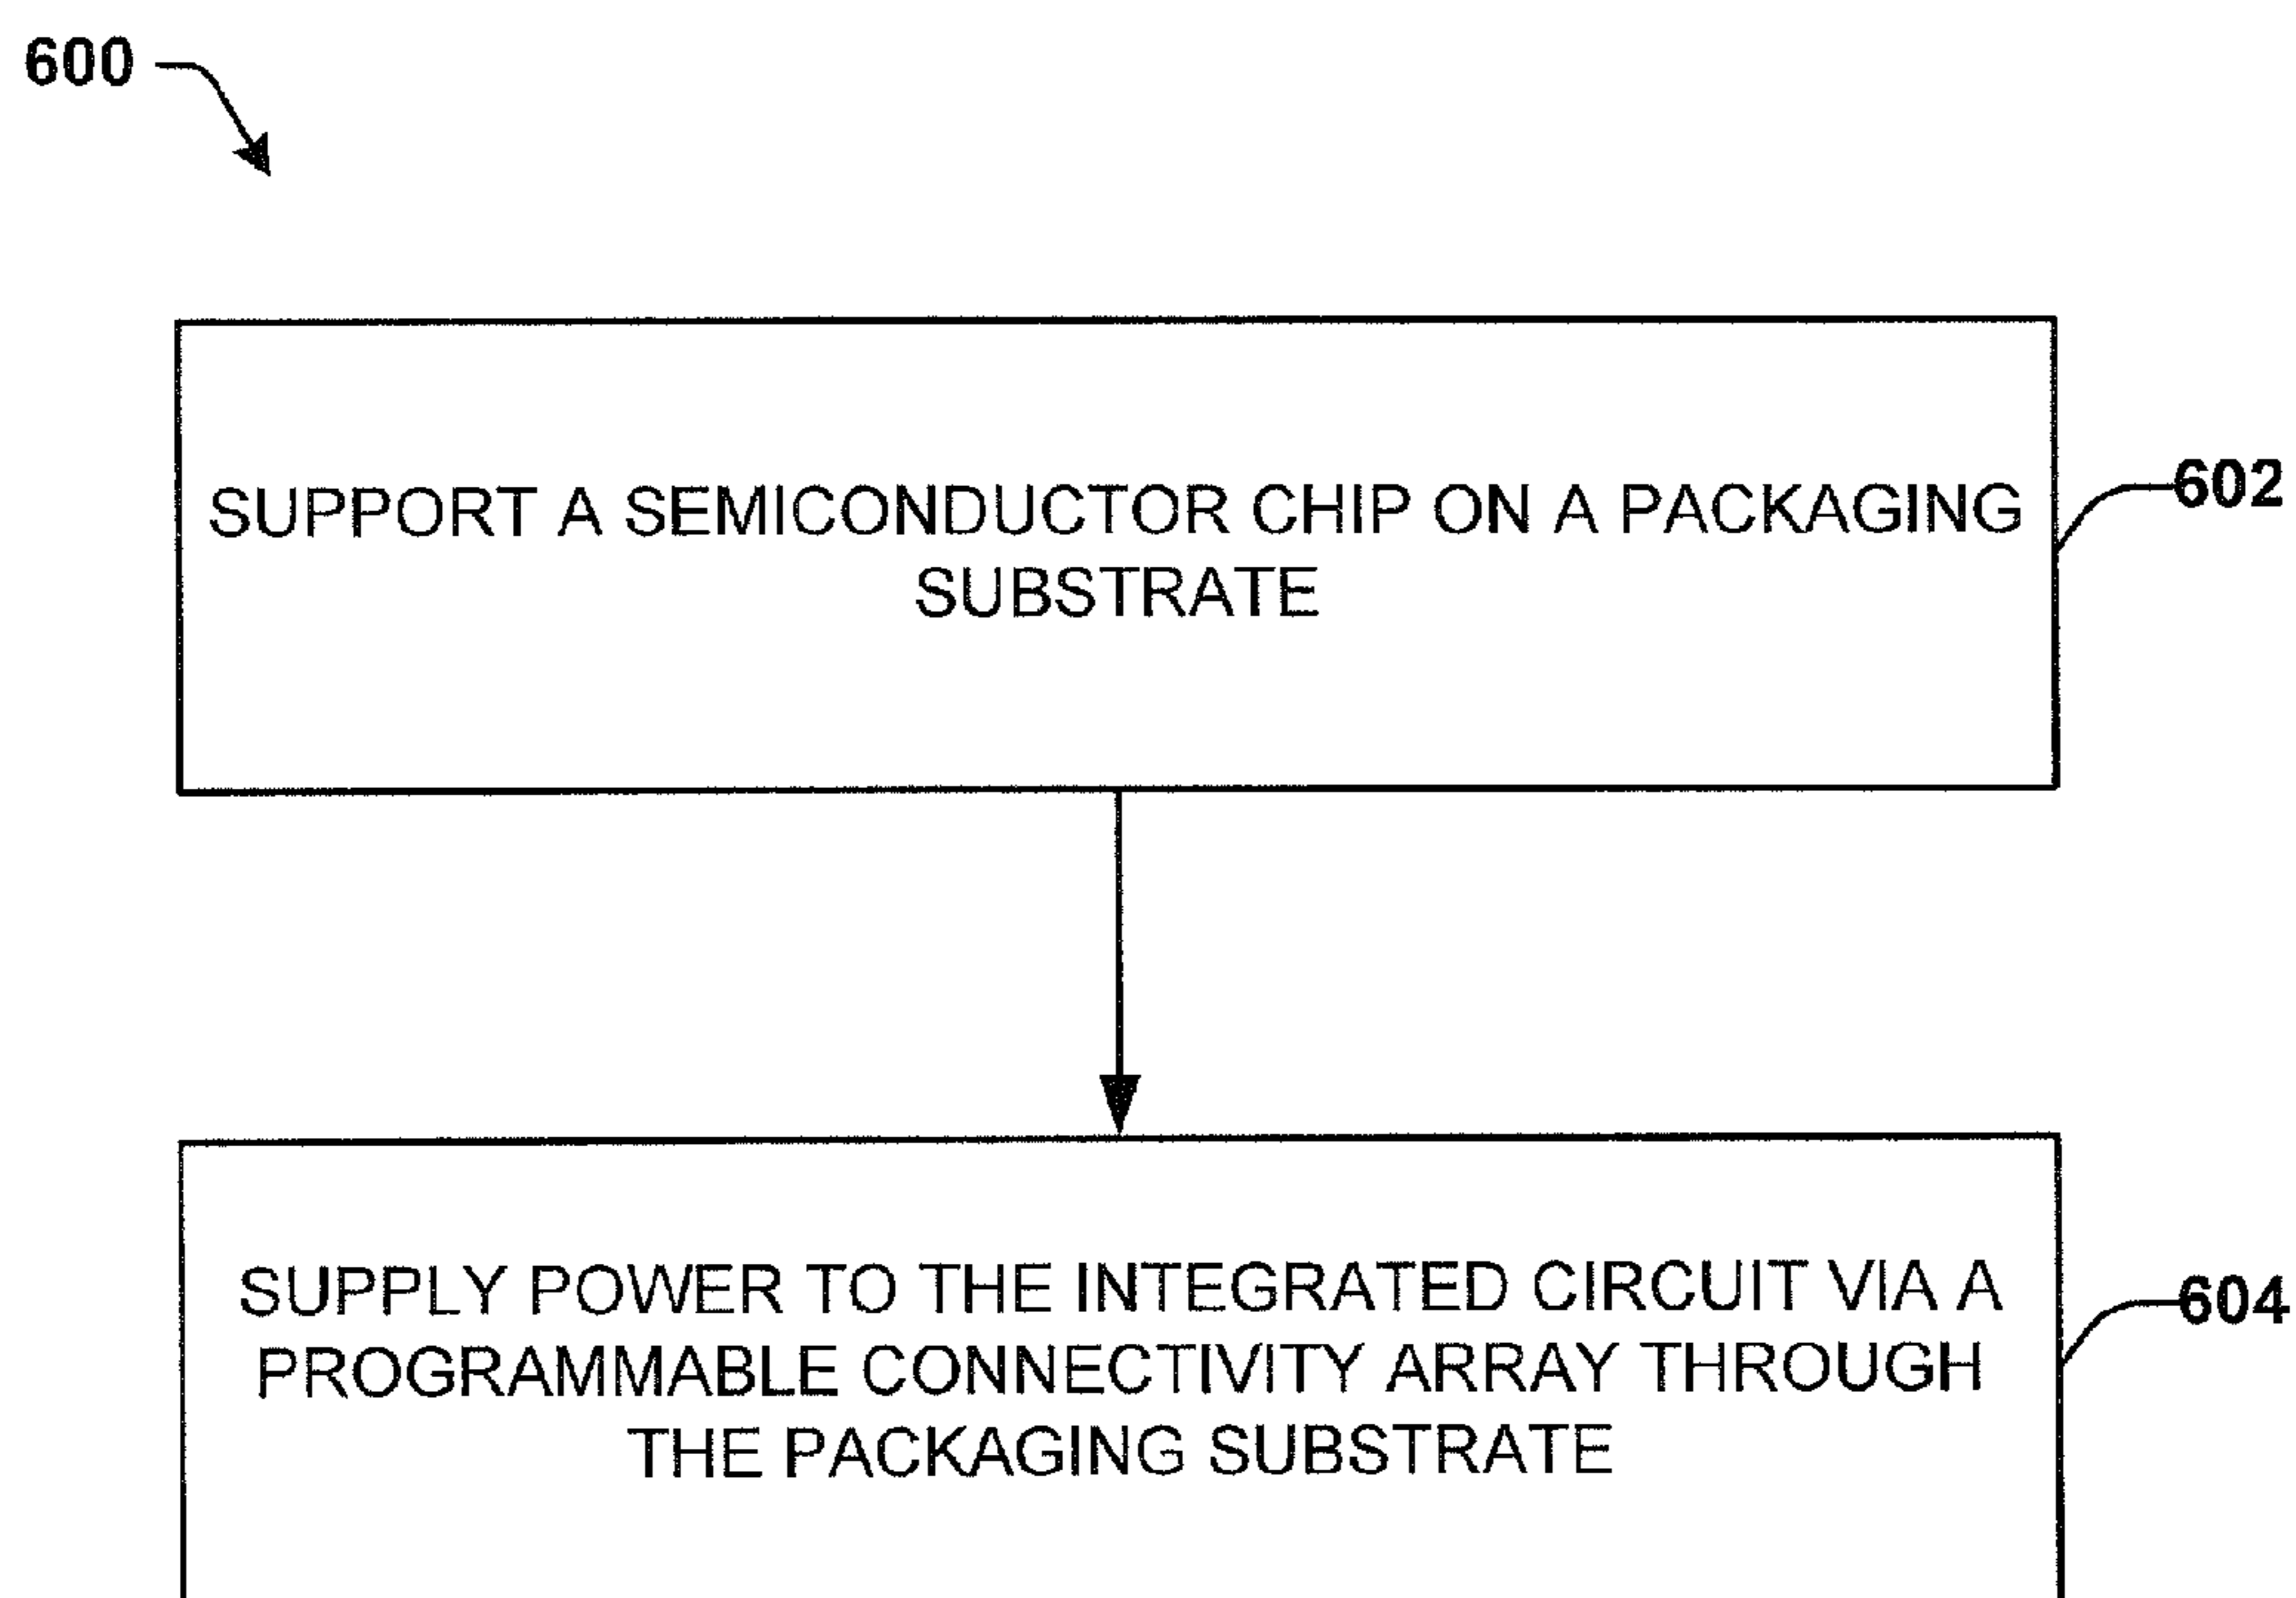 600
SUPPORT A SEMICONDUCTOR CHIP ON A PACKAGING
SUBSTRATE
602
SUPPLY POWER TO THE INTEGRATED CIRCUIT VIA A
PROGRAMMABLE CONNECTIVITY ARRAY THROUGH
THE PACKAGING SUBSTRATE
604